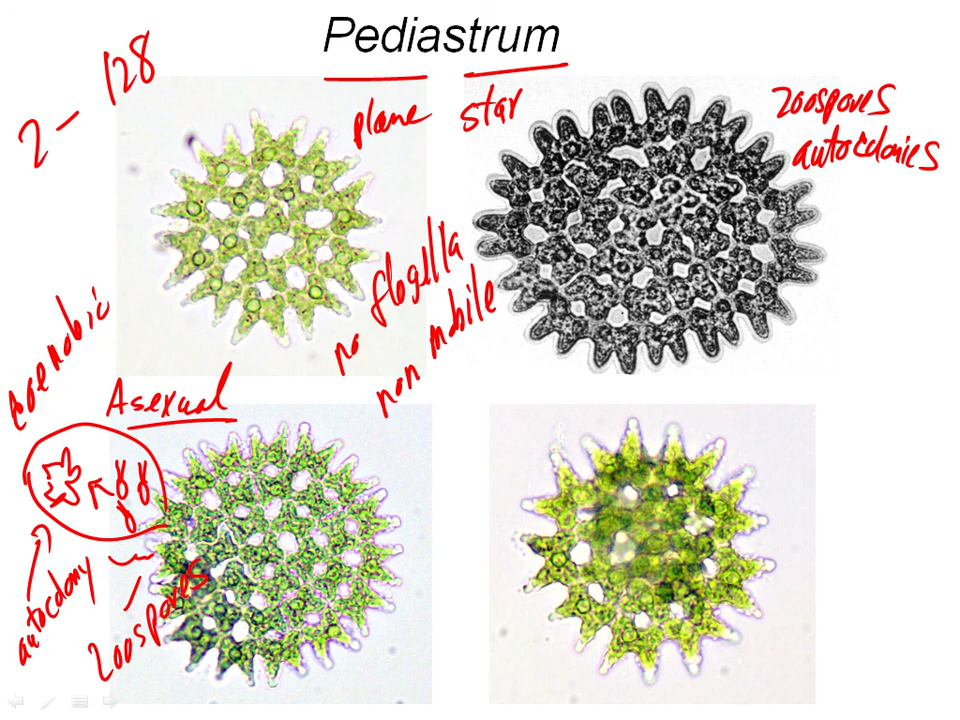 Pediastrum
2 - 128
plane
star
zoospores
autocolonies
no flagella
non mobile
coenobic
Asexual
autocolony
zoospores